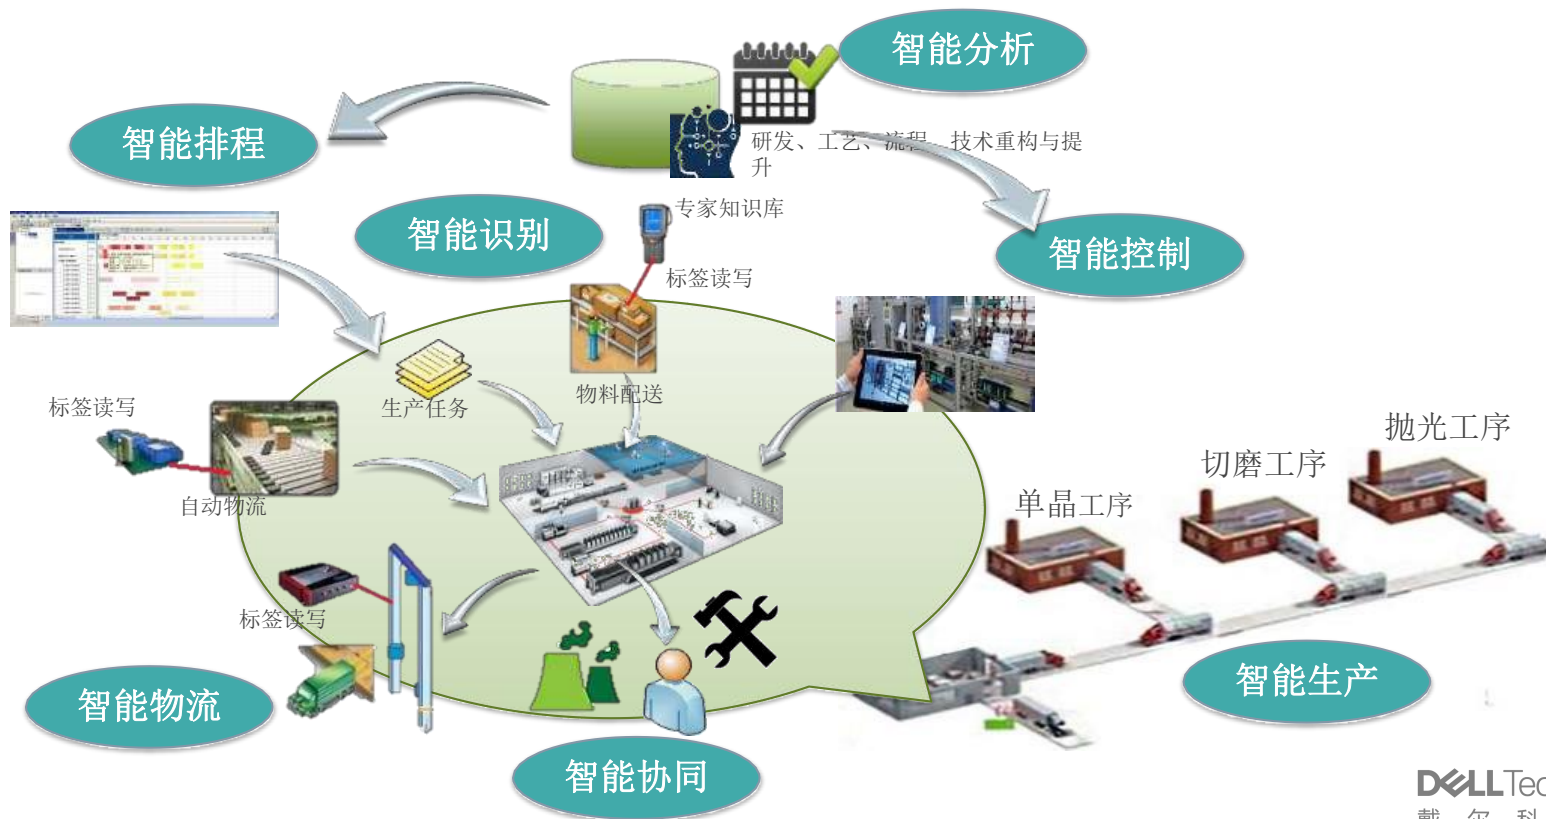 智能分析
智能排程
研发、工艺、流程、技术重构与提
升
专家知识库
智能识别
智能控制
标签读写
物料配送
生产任务
标签读写
自动物流
抛光工序
切磨工序
单晶工序
标签读写
智能物流
智能生产
智能协同
DELLTec
戴 尔 科